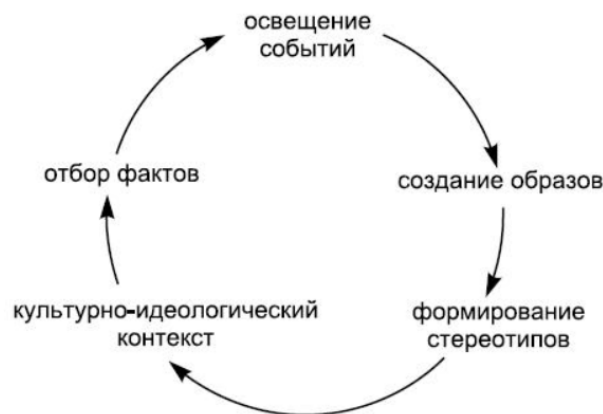 освещение
событий
создание образов
формирование
стереотипов
культурно-идеологический
контекст
отбор фактов